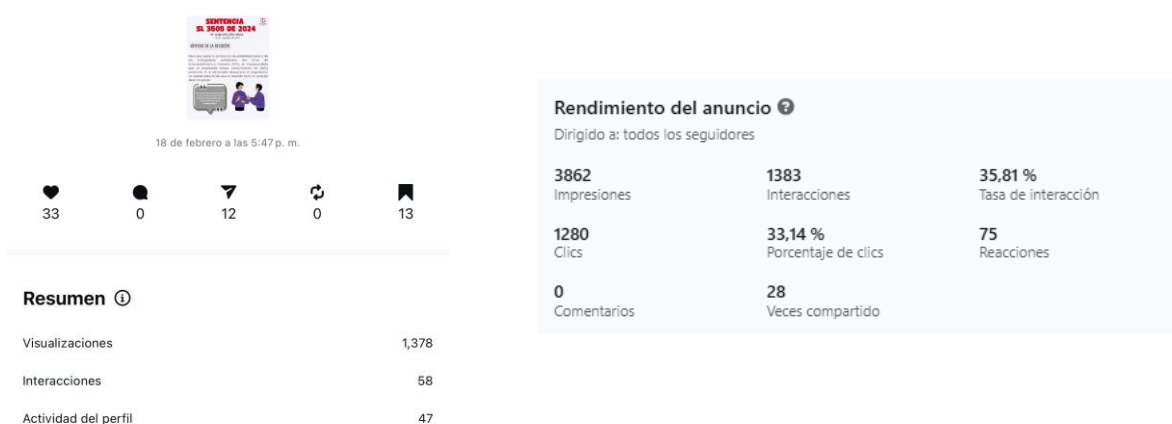 SENTENCIA
SL 3505 DE 2024
18 de febrero a las 5:47 p. m.
33
0
12
0
13
Resumen
Visualizaciones 1,378
Interacciones 58
Actividad del perfil 47
Rendimiento del anuncio
Dirigido a: todos los seguidores
3862 1383 35,81 %
Impresiones Interacciones Tasa de interacción
1280 33,14 % 75
Clics Porcentaje de clics Reacciones
0 28
Comentarios Veces compartido